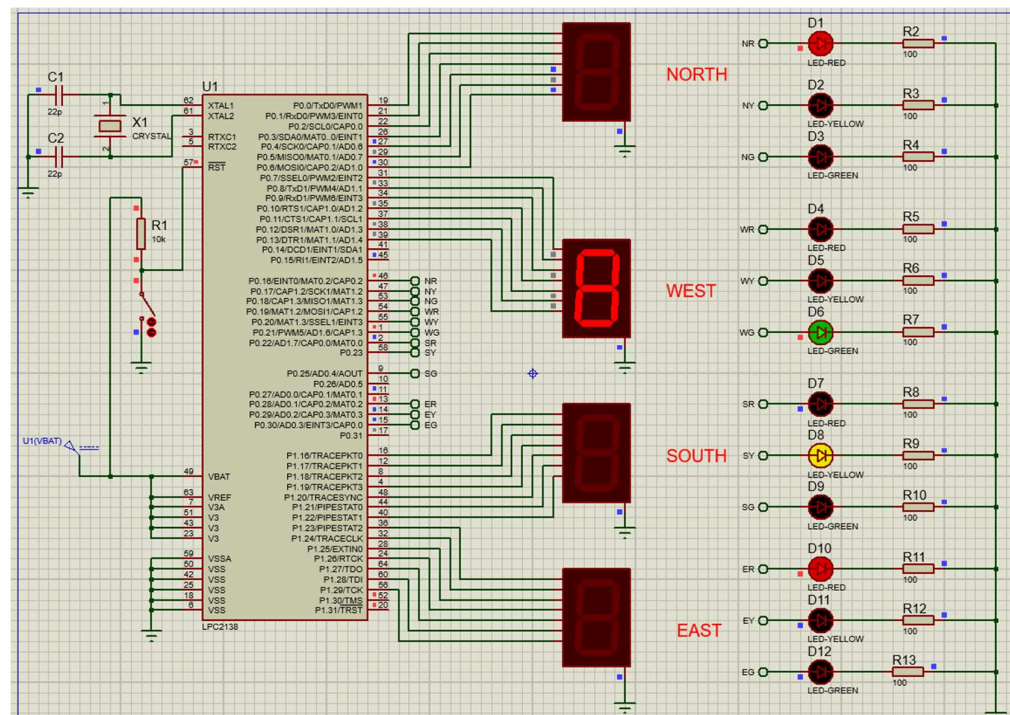 C1
22p
C2
22p
1
X1
CRYSTAL
2
R1
10k
U1(VBAT)
U1
62 XTAL1
61 XTAL2
3 RTXC1
5 RTXC2
57 RST
49 VBAT
63 VREF
7 V3A
51 V3
43 V3
23 V3
59 VSSA
50 VSS
42 VSS
25 VSS
18 VSS
6 VSS
LPC2138
P0.0/TxD0/PWM1 19
P0.1/RxD0/PWM3/EINT0 21
P0.2/SCL0/CAP0.0 22
P0.3/SDA0/MAT0..0/EINT1 26
P0.4/SCK0/CAP0.1/AD0.6 27
P0.5/MISO0/MAT0.1/AD0.7 29
P0.6/MOSI0/CAP0.2/AD1.0 30
P0.7/SSEL0/PWM2/EINT2 31
P0.8/TxD1/PWM4/AD1.1 33
P0.9/RxD1/PWM6/EINT3 34
P0.10/RTS1/CAP1.0/AD1.2 35
P0.11/CTS1/CAP1.1/SCL1 37
P0.12/DSR1/MAT1.0/AD1.3 38
P0.13/DTR1/MAT1.1/AD1.4 39
P0.14/DCD1/EINT1/SDA1 41
P0.15/RI1/EINT2/AD1.5 45
P0.16/EINT0/MAT0.2/CAP0.2 46 NR
P0.17/CAP1.2/SCK1/MAT1.2 47 NY
P0.18/CAP1.3/MISO1/MAT1.3 53 NG
P0.19/MAT1.2/MOSI1/CAP1.2 54 WR
P0.20/MAT1.3/SSEL1/EINT3 55 WY
P0.21/PWM5/AD1.6/CAP1.3 1 WG
P0.22/AD1.7/CAP0.0/MAT0.0 2 SR
P0.23 58 SY
P0.25/AD0.4/AOUT 9 SG
P0.26/AD0.5 10
P0.27/AD0.0/CAP0.1/MAT0.1 11
P0.28/AD0.1/CAP0.2/MAT0.2 13 ER
P0.29/AD0.2/CAP0.3/MAT0.3 14 EY
P0.30/AD0.3/EINT3/CAP0.0 15 EG
P0.31 17
P1.16/TRACEPKT0 16
P1.17/TRACEPKT1 12
P1.18/TRACEPKT2 8
P1.19/TRACEPKT3 4
P1.20/TRACESYNC 48
P1.21/PIPESTAT0 44
P1.22/PIPESTAT1 40
P1.23/PIPESTAT2 36
P1.24/TRACECLK 32
P1.25/EXTIN0 28
P1.26/RTCK 24
P1.27/TDO 64
P1.28/TDI 60
P1.29/TCK 56
P1.30/TMS 52
P1.31/TRST 20
NORTH
WEST
SOUTH
EAST
NR D1 LED-RED R2 100
NY D2 LED-YELLOW R3 100
NG D3 LED-GREEN R4 100
WR D4 LED-RED R5 100
WY D5 LED-YELLOW R6 100
WG D6 LED-GREEN R7 100
SR D7 LED-RED R8 100
SY D8 LED-YELLOW R9 100
SG D9 LED-GREEN R10 100
ER D10 LED-RED R11 100
EY D11 LED-YELLOW R12 100
EG D12 LED-GREEN R13 100